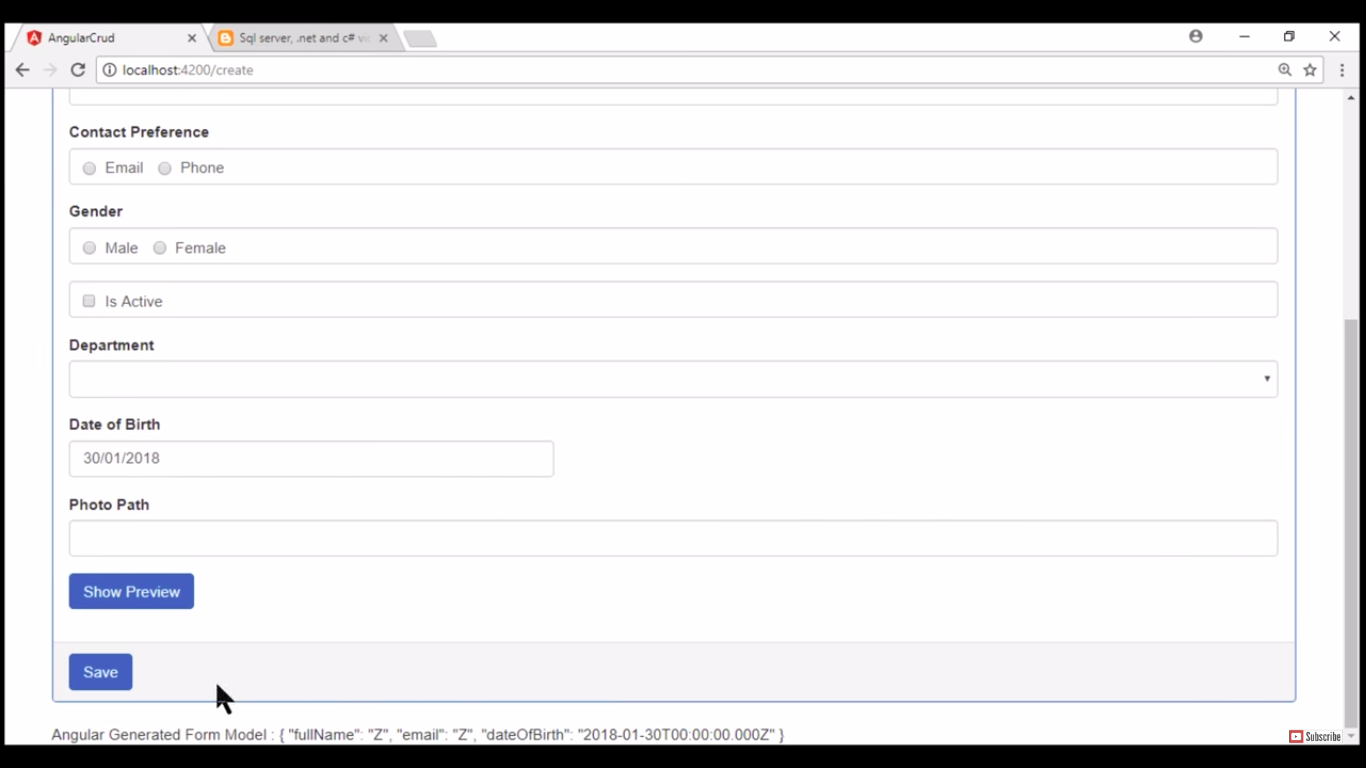 AngularCrud
Sql server, .net and c# vi
localhost:4200/create
Contact Preference
Email Phone
Gender
Male Female
Is Active
Department
Date of Birth
30/01/2018
Photo Path
Show Preview
Save
Angular Generated Form Model : { "fullName": "Z", "email": "Z", "dateOfBirth": "2018-01-30T00:00:00.000Z" }
Subscribe